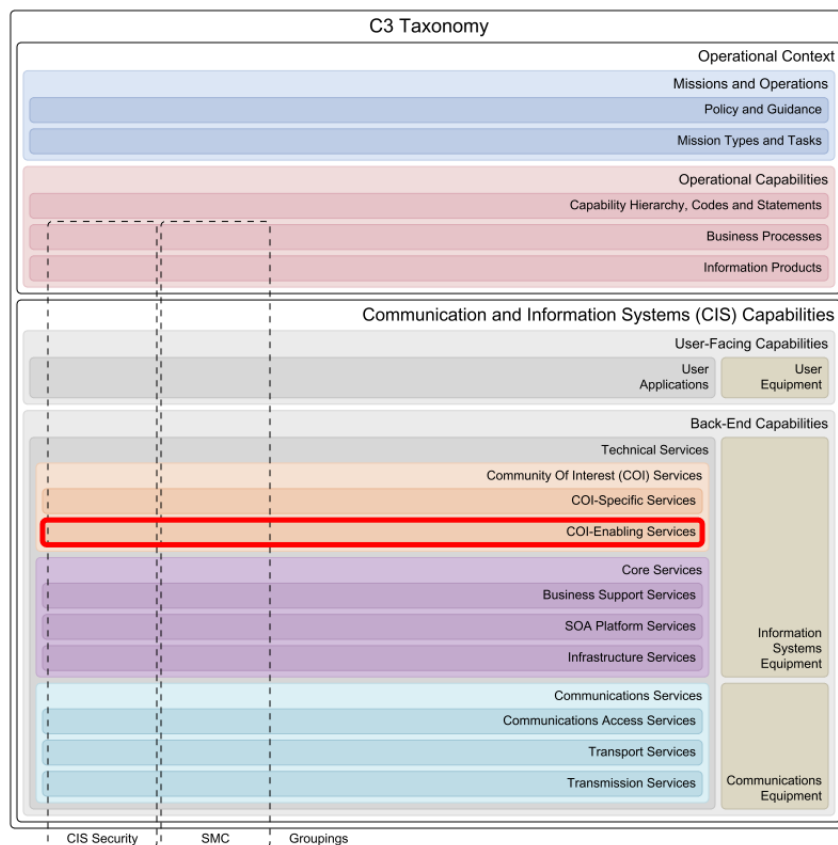 C3 Taxonomy
Operational Context
Missions and Operations
Policy and Guidance
Mission Types and Tasks
Operational Capabilities
Capability Hierarchy, Codes and Statements
Business Processes
Information Products
Communication and Information Systems (CIS) Capabilities
User-Facing Capabilities
User
Applications
User
Equipment
Back-End Capabilities
Technical Services
Community Of Interest (COI) Services
COI-Specific Services
COI-Enabling Services
Core Services
Business Support Services
SOA Platform Services
Infrastructure Services
Information
Systems
Equipment
Communications Services
Communications Access Services
Transport Services
Transmission Services
Communications
Equipment
CIS Security
SMC
Groupings